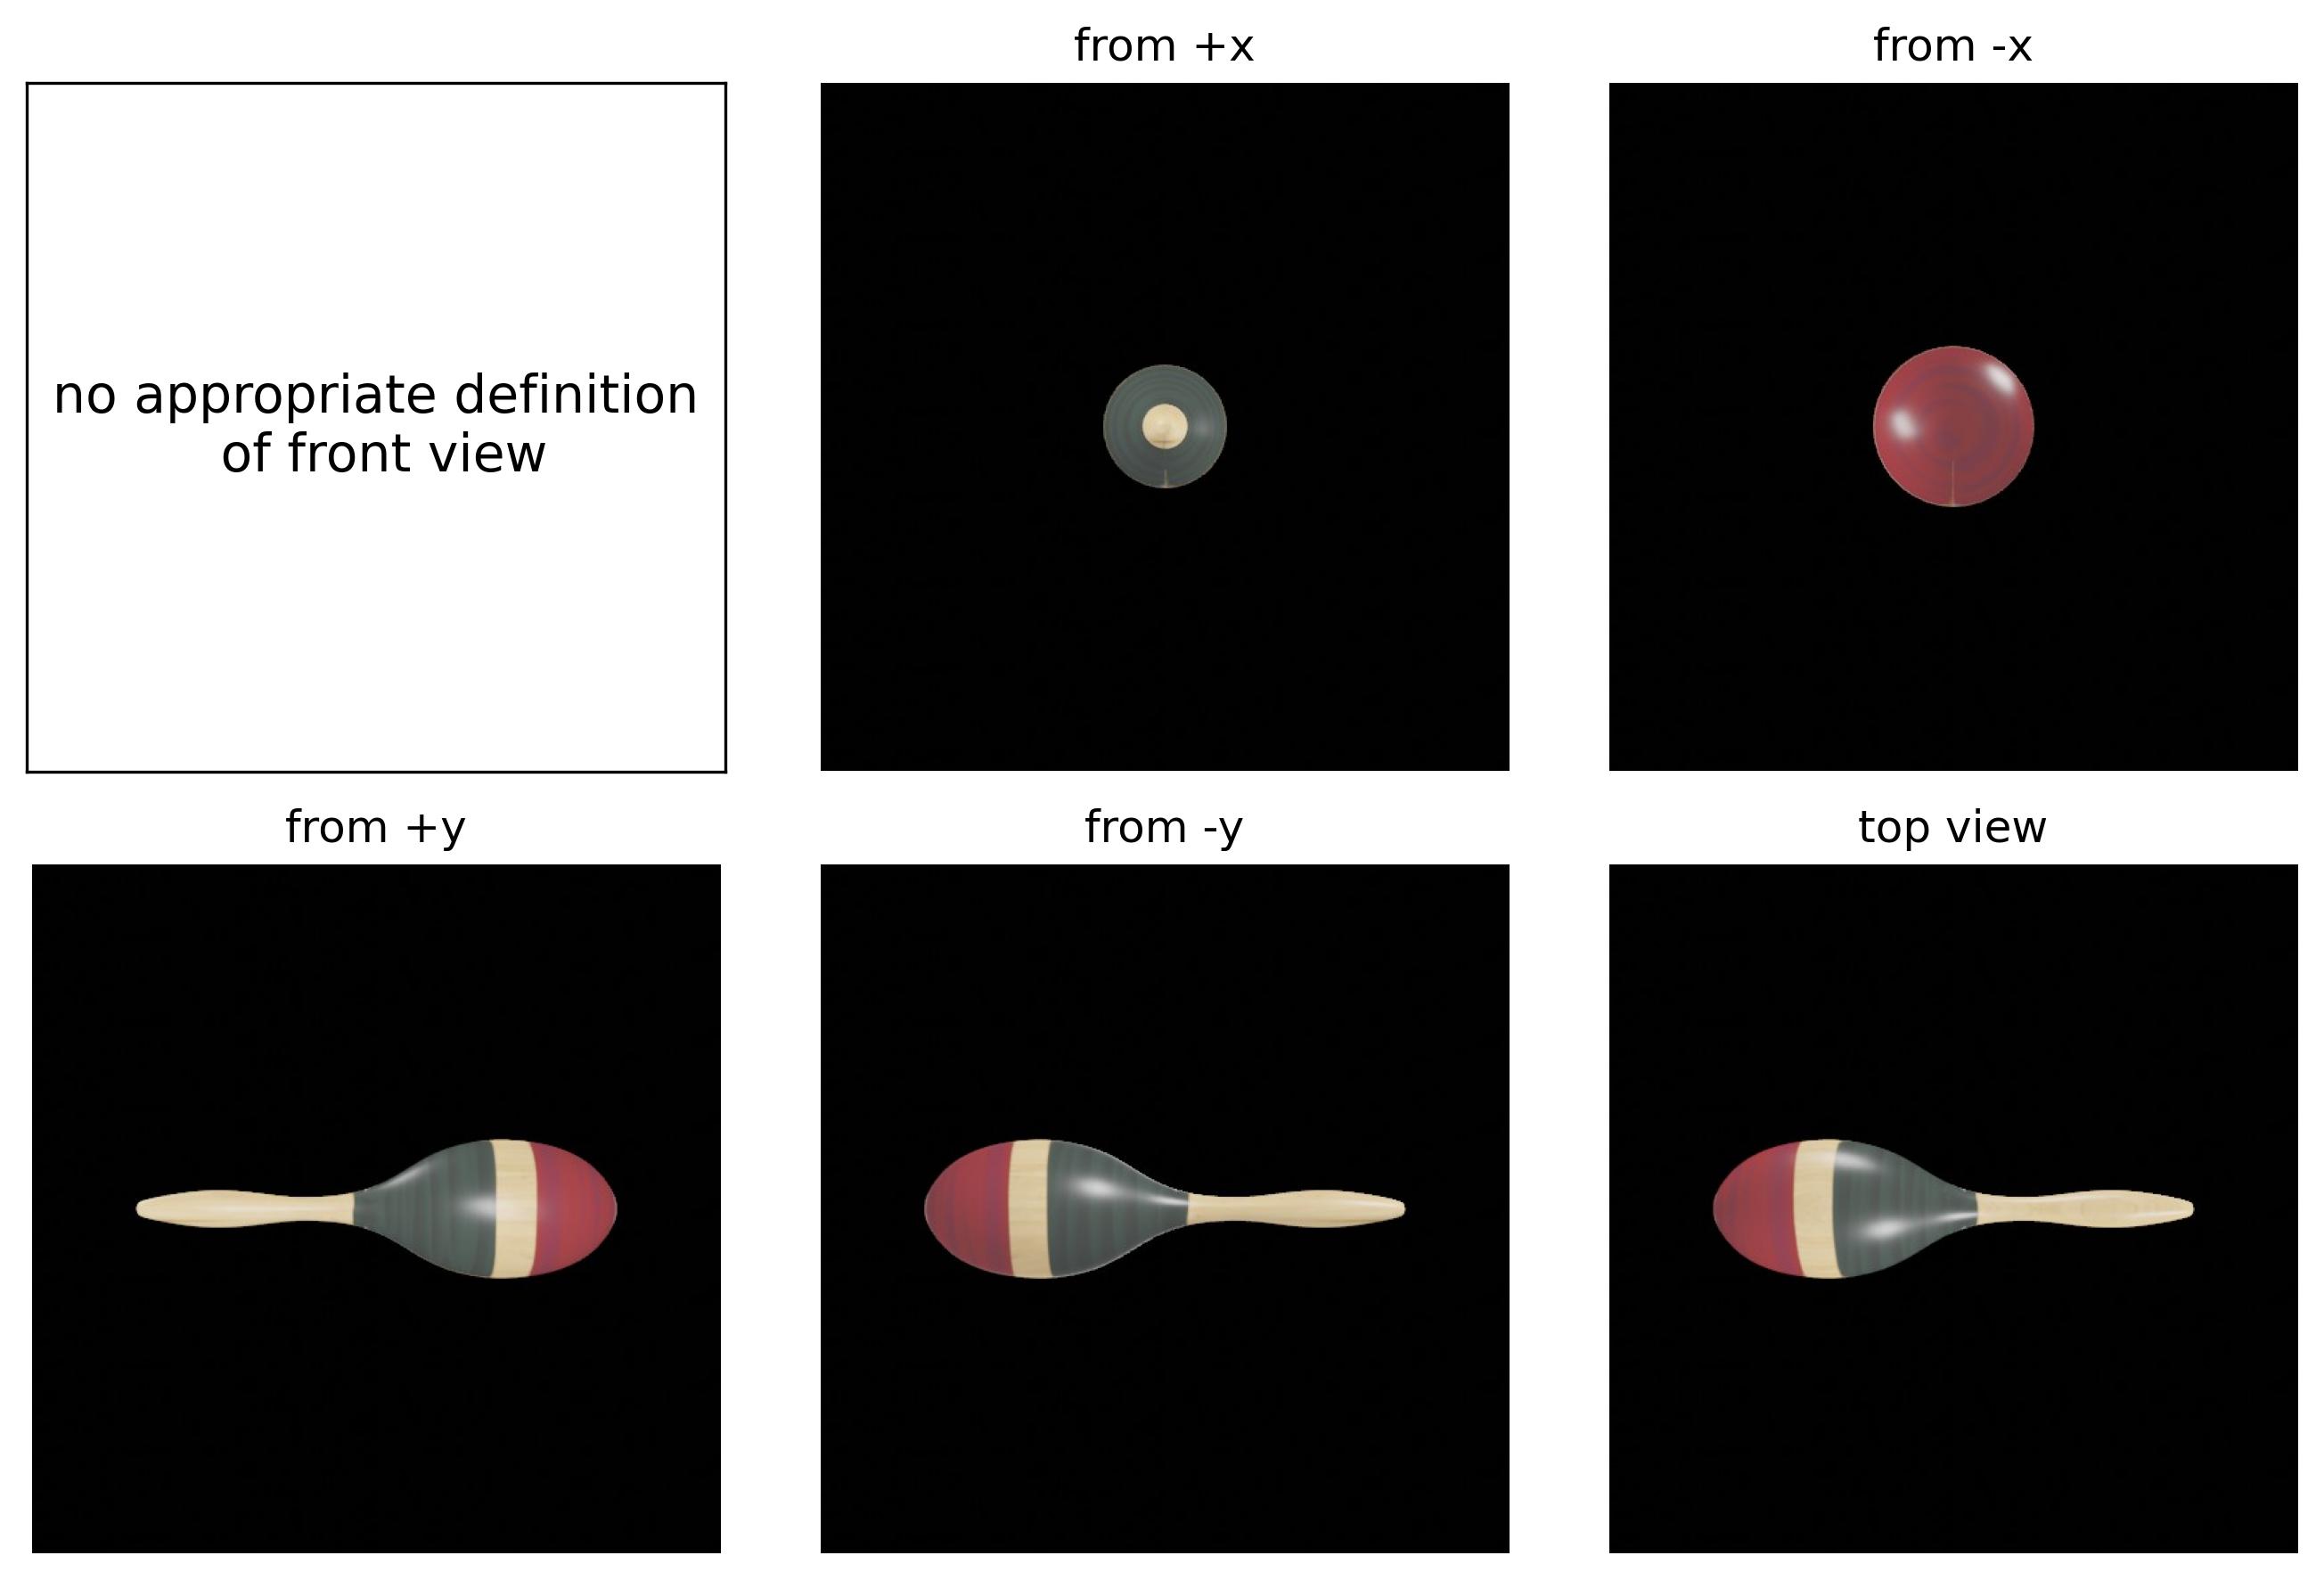 from +x
from -x
no appropriate definition
of front view
from +y
from -y
top view